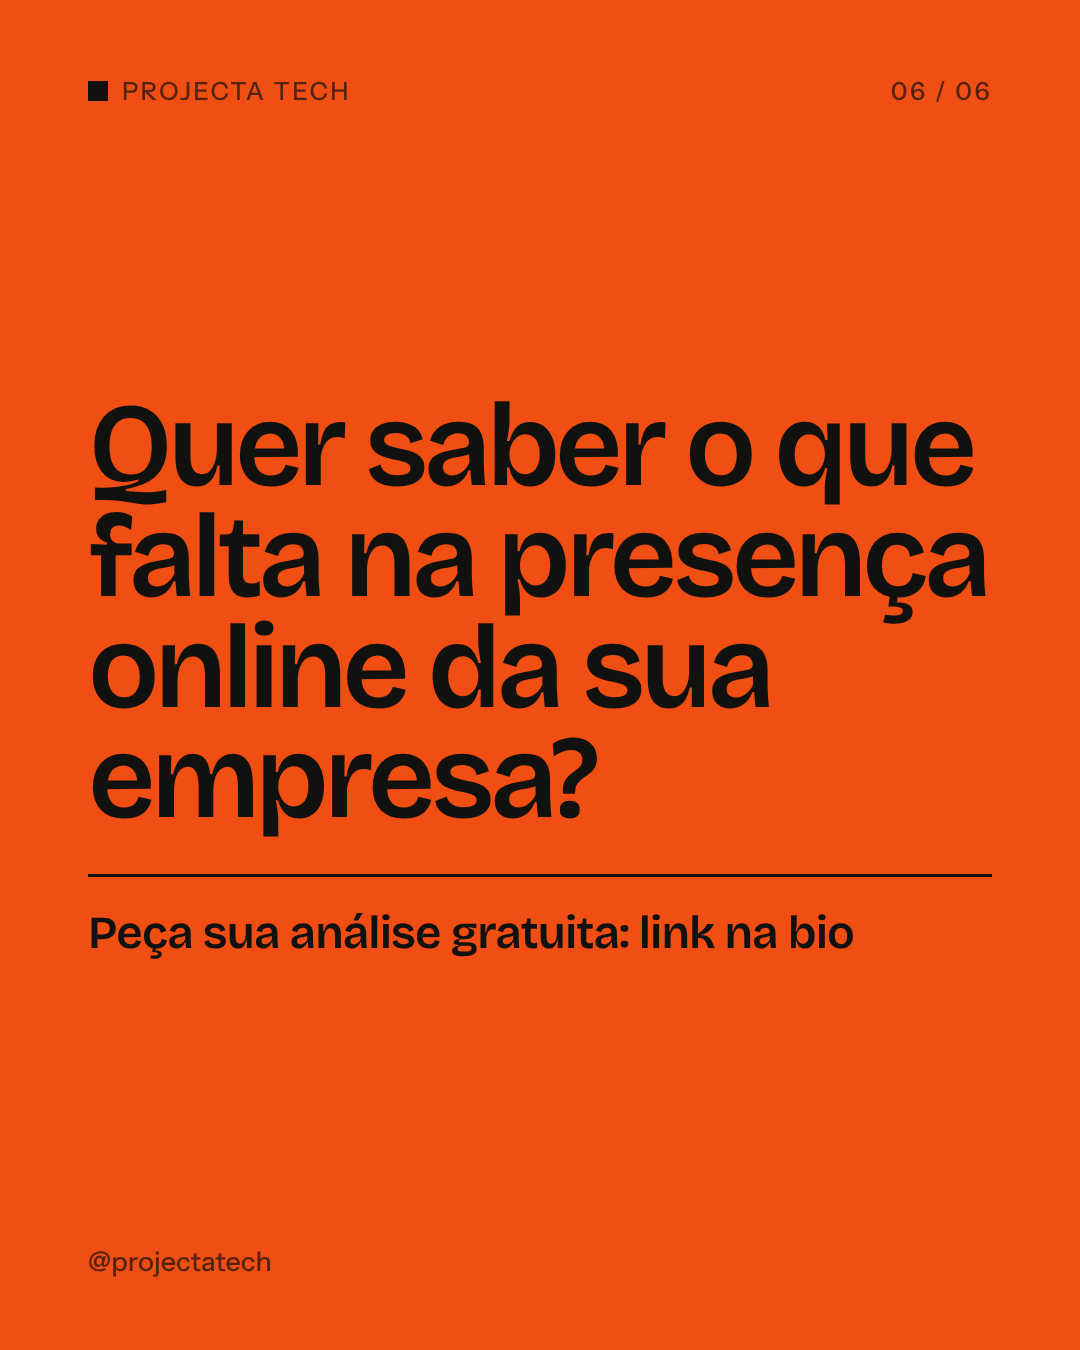 PROJECTA TECH
06 / 06
Quer saber o que
falta na presença
online da sua
empresa?
Peça sua análise gratuita: link na bio
@projectatech